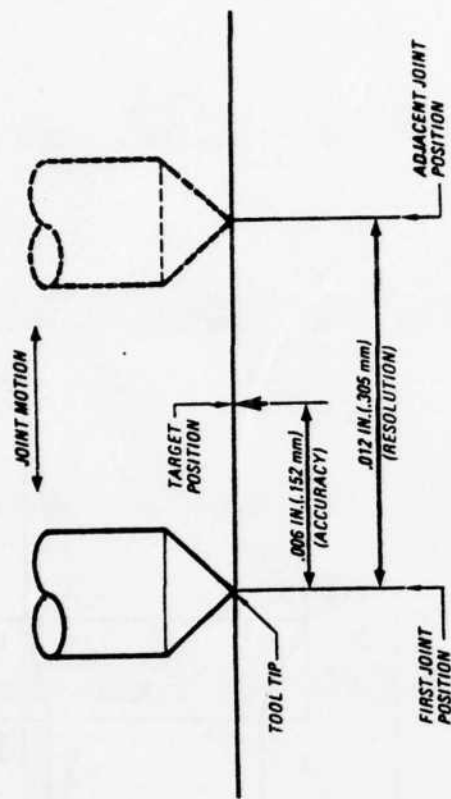 JOINT MOTION
TARGET
POSITION
.006 IN.(.152 mm)
(ACCURACY)
.012 IN.(.305 mm)
(RESOLUTION)
TOOL TIP
FIRST JOINT
POSITION
ADJACENT JOINT
POSITION